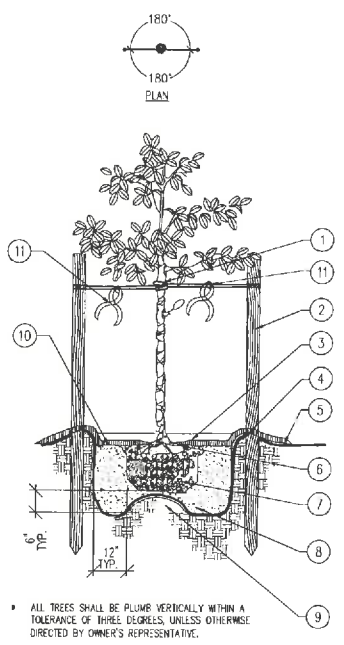 180°
180°
PLAN
1
11
11
2
10
3
4
5
6
7
6"
TYP.
12"
TYP.
8
9
* ALL TREES SHALL BE PLUMB VERTICALLY WITHIN A
TOLERANCE OF THREE DEGREES, UNLESS OTHERWISE
DIRECTED BY OWNER'S REPRESENTATIVE.